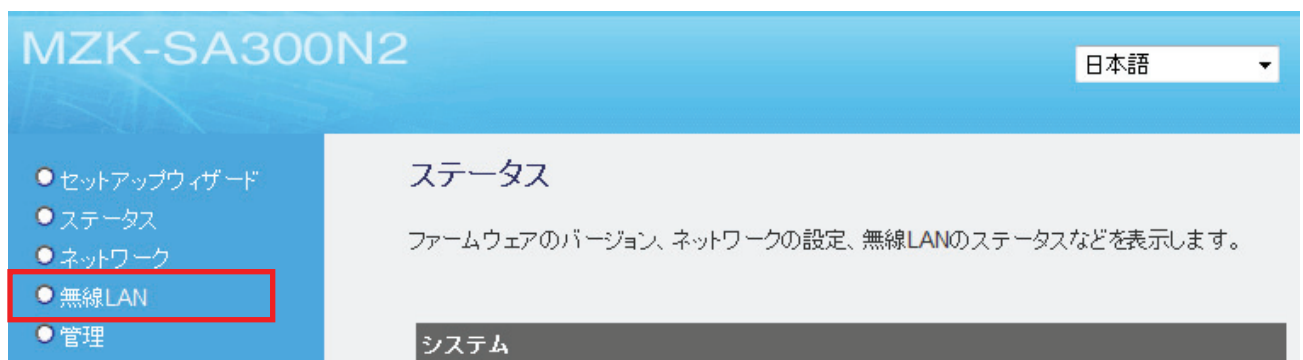 MZK-SA300N2
日本語
セットアップウィザード
ステータス
ネットワーク
無線LAN
管理
ステータス
ファームウェアのバージョン、ネットワークの設定、無線LANのステータスなどを表示します。
システム